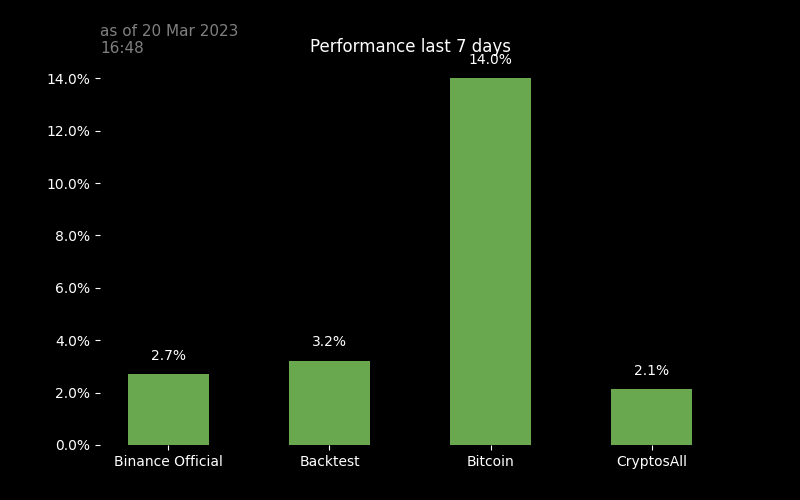 as of 20 Mar 2023
16:48
Performance last 7 days
14.0%
14.0%
12.0%
10.0%
8.0%
6.0%
4.0%
2.0%
0.0%
2.7%
3.2%
2.1%
Binance Official
Backtest
Bitcoin
CryptosAll